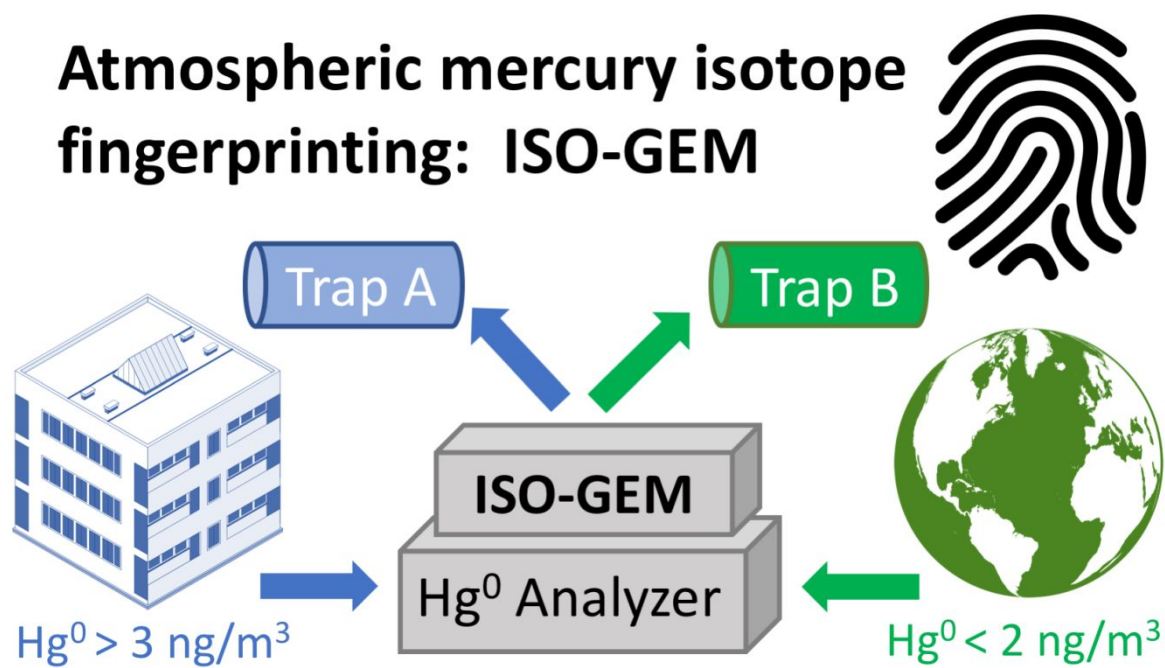 Atmospheric mercury isotope
fingerprinting: ISO-GEM
Trap A
Trap B
ISO-GEM
Hg⁰ Analyzer
Hg⁰ > 3 ng/m³
Hg⁰ < 2 ng/m³